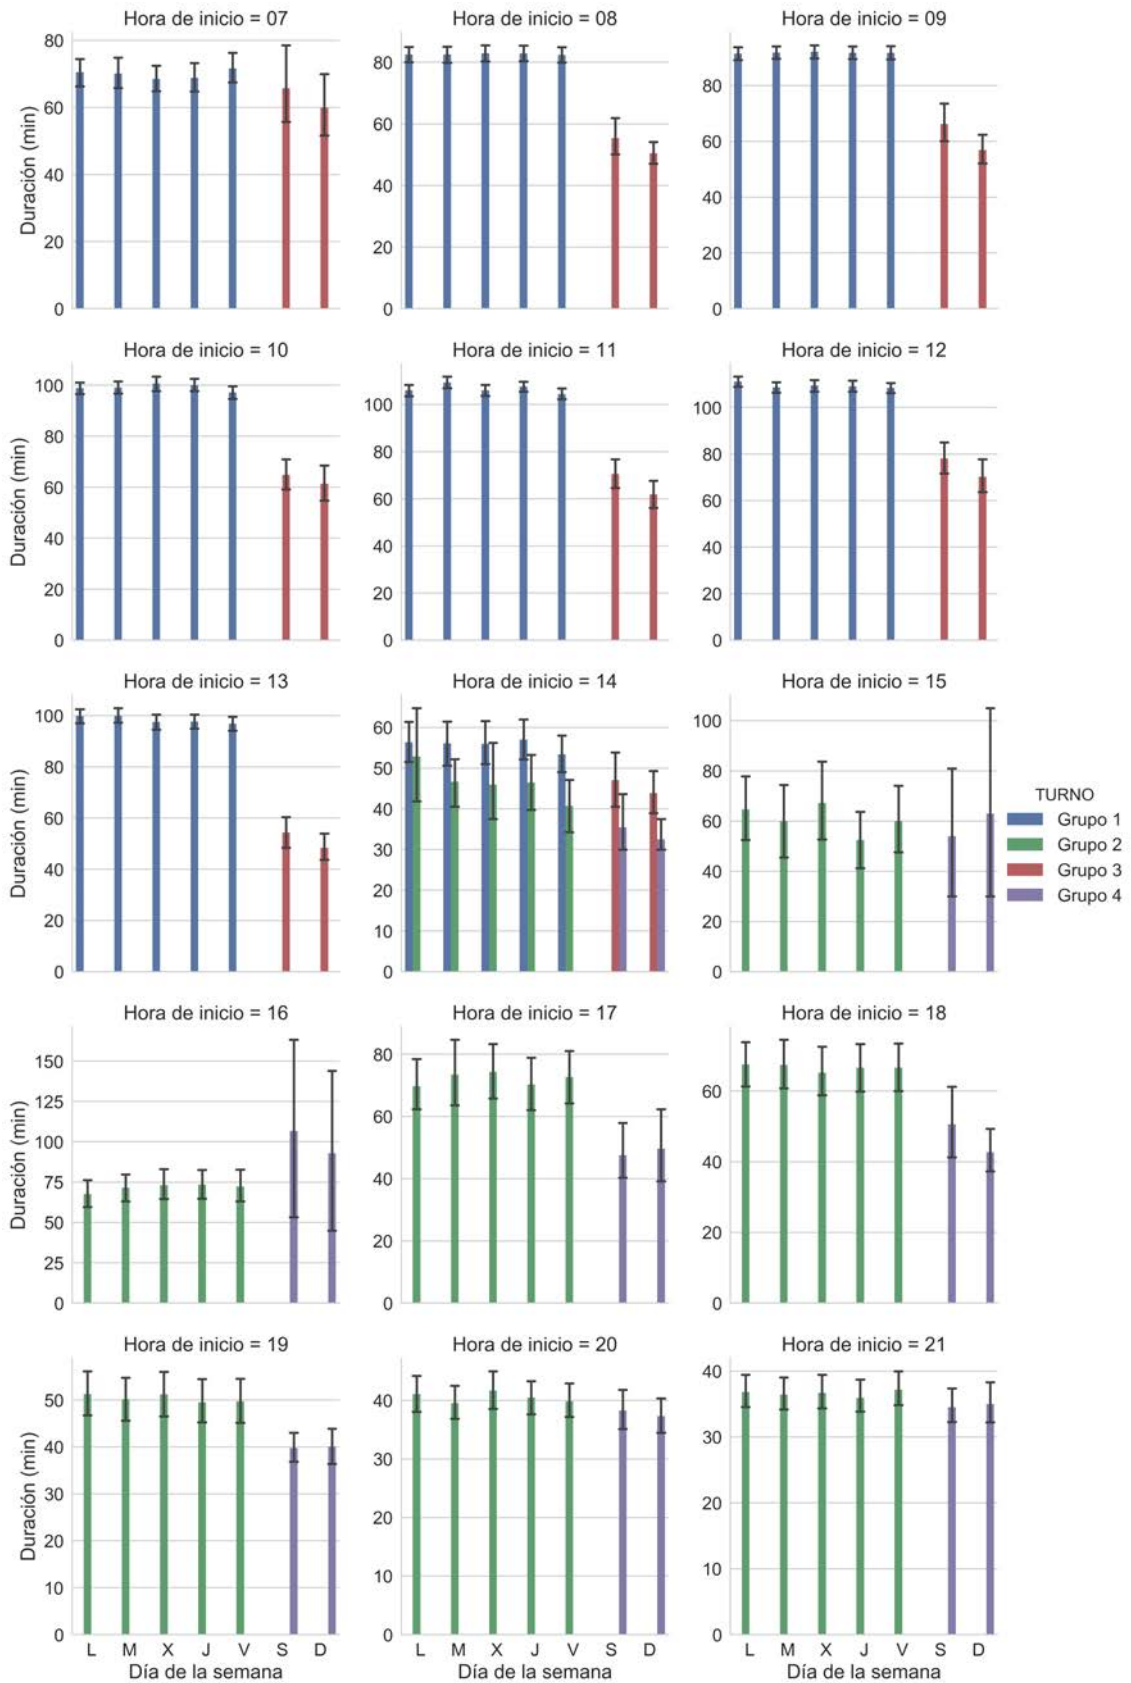 Hora de inicio = 07
Hora de inicio = 08
Hora de inicio = 09
Duración (min)
80
60
40
20
0
80
60
40
20
0
80
60
40
20
0
Hora de inicio = 10
Hora de inicio = 11
Hora de inicio = 12
Duración (min)
100
80
60
40
20
0
100
80
60
40
20
0
100
80
60
40
20
0
Hora de inicio = 13
Hora de inicio = 14
Hora de inicio = 15
Duración (min)
100
80
60
40
20
0
60
50
40
30
20
10
0
100
80
60
40
20
0
TURNO
Grupo 1
Grupo 2
Grupo 3
Grupo 4
Hora de inicio = 16
Hora de inicio = 17
Hora de inicio = 18
Duración (min)
150
125
100
75
50
25
0
80
60
40
20
0
60
40
20
0
Hora de inicio = 19
Hora de inicio = 20
Hora de inicio = 21
Duración (min)
50
40
30
20
10
0
40
30
20
10
0
40
30
20
10
0
L M X J V S D
L M X J V S D
L M X J V S D
Día de la semana
Día de la semana
Día de la semana